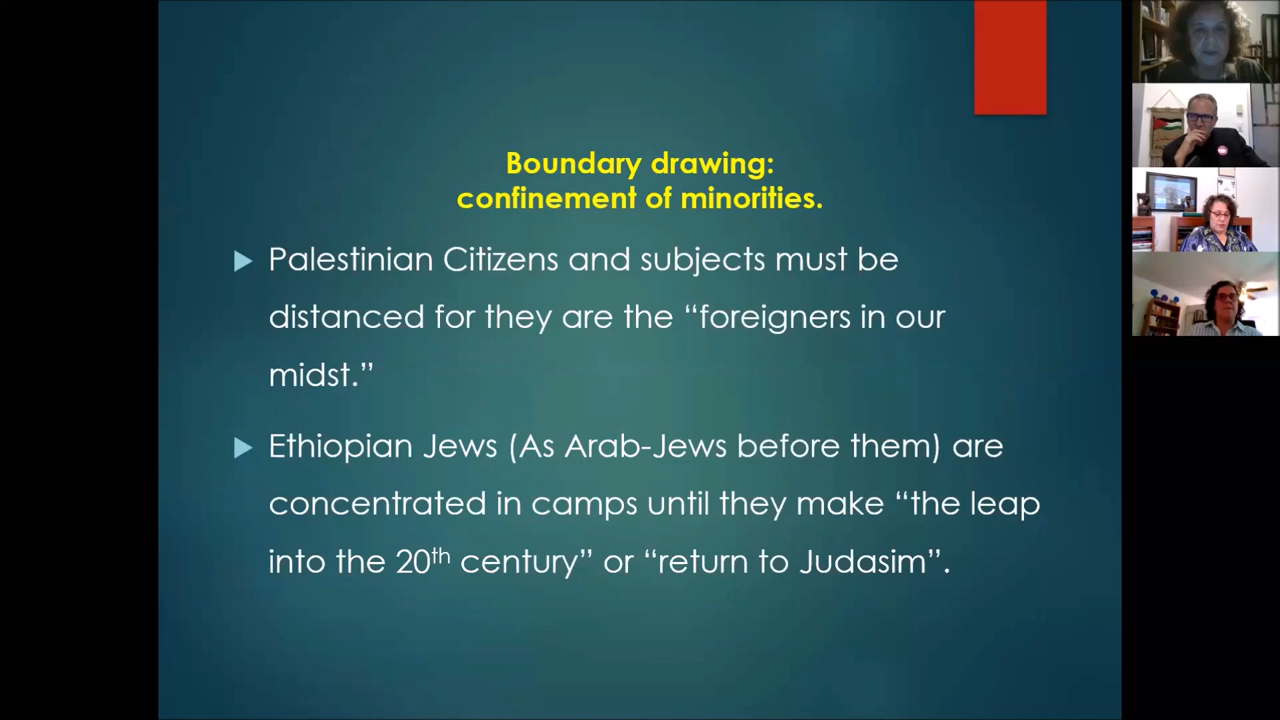 Boundary drawing:
confinement of minorities.
Palestinian Citizens and subjects must be
distanced for they are the “foreigners in our
midst.”
Ethiopian Jews (As Arab-Jews before them) are
concentrated in camps until they make “the leap
into the 20th century” or “return to Judasim”.